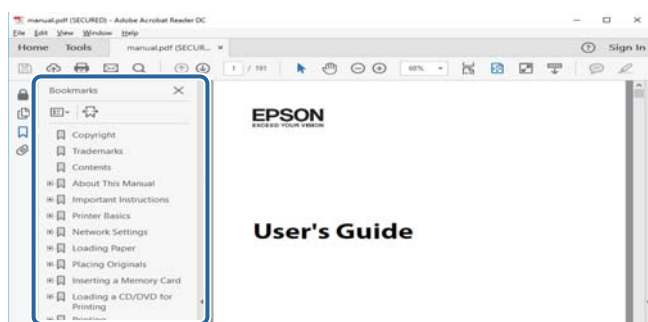 manual.pdf (SECURED) - Adobe Acrobat Reader DC
File Edit View Window Help
Home Tools manual.pdf (SECUR... × ? Sign In
1 / 191 68%
Bookmarks ×
Copyright
Trademarks
Contents
About This Manual
Important Instructions
Printer Basics
Network Settings
Loading Paper
Placing Originals
Inserting a Memory Card
Loading a CD/DVD for
Printing
Printing
EPSON
EXCEED YOUR VISION
User's Guide